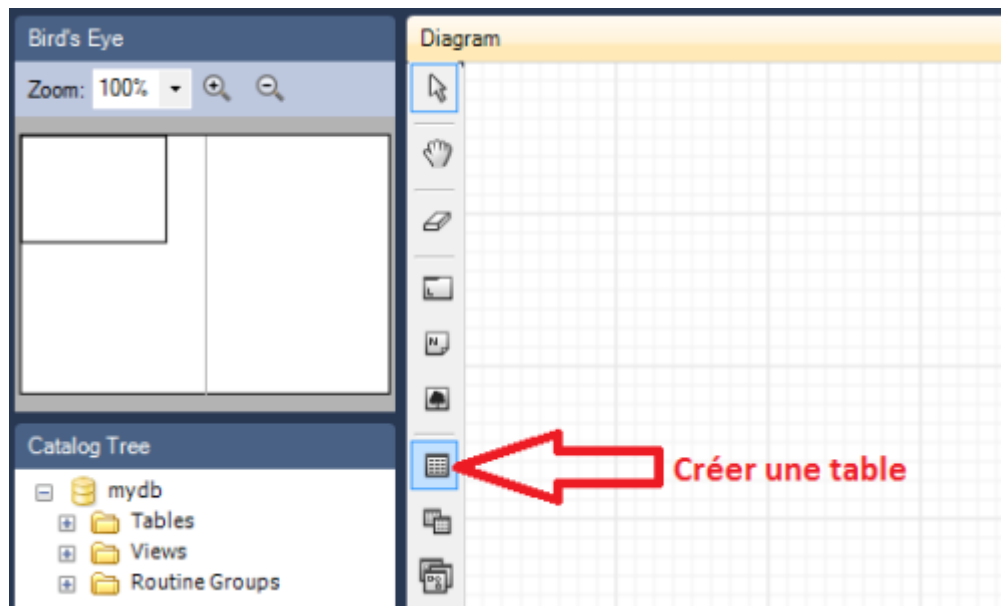 Bird's Eye
Zoom: 100%
Catalog Tree
mydb
Tables
Views
Routine Groups
Diagram
L
N
Créer une table